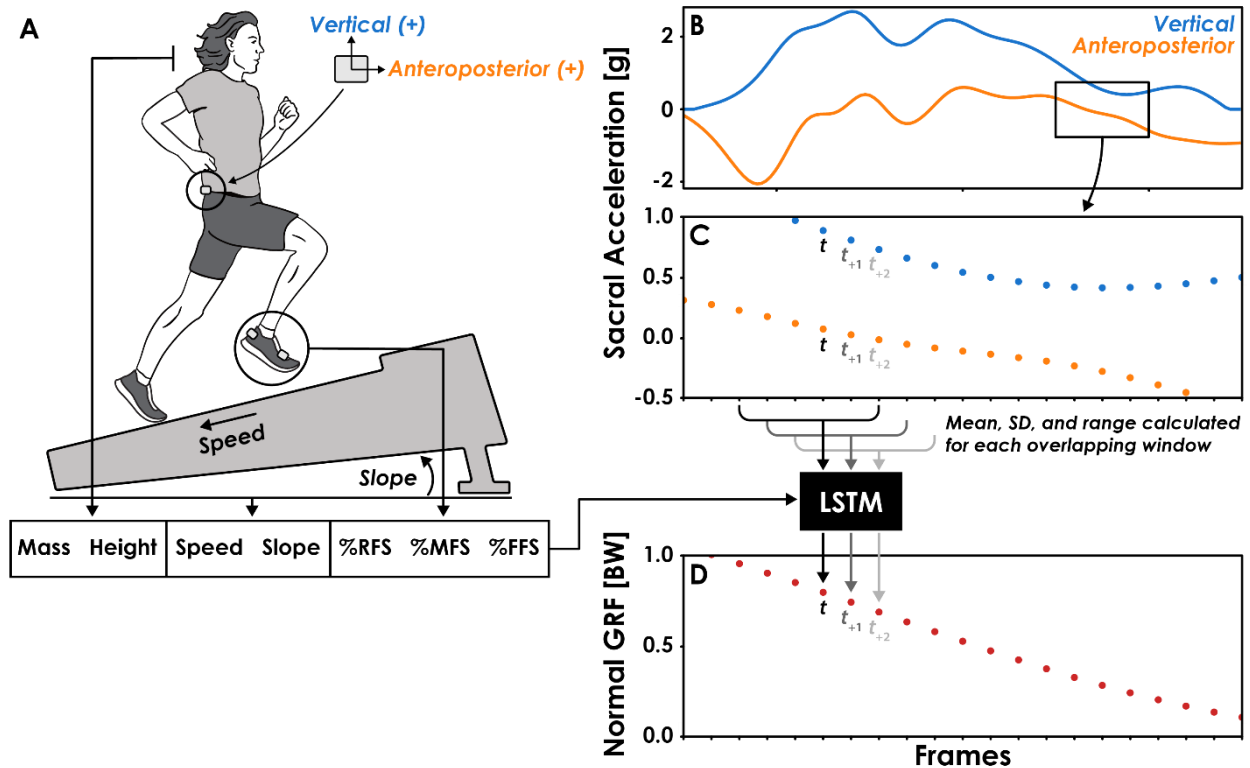 A
Vertical (+)
Anteroposterior (+)
Speed
Slope
Mass Height Speed Slope %RFS %MFS %FFS
B
Vertical
Anteroposterior
Sacral Acceleration [g]
2
0
-2
C
1.0
0.5
0.0
-0.5
t
t+1
t+2
t
t+1
t+2
Mean, SD, and range calculated
for each overlapping window
LSTM
D
Normal GRF [BW]
1.0
0.5
0.0
t
t+1
t+2
Frames